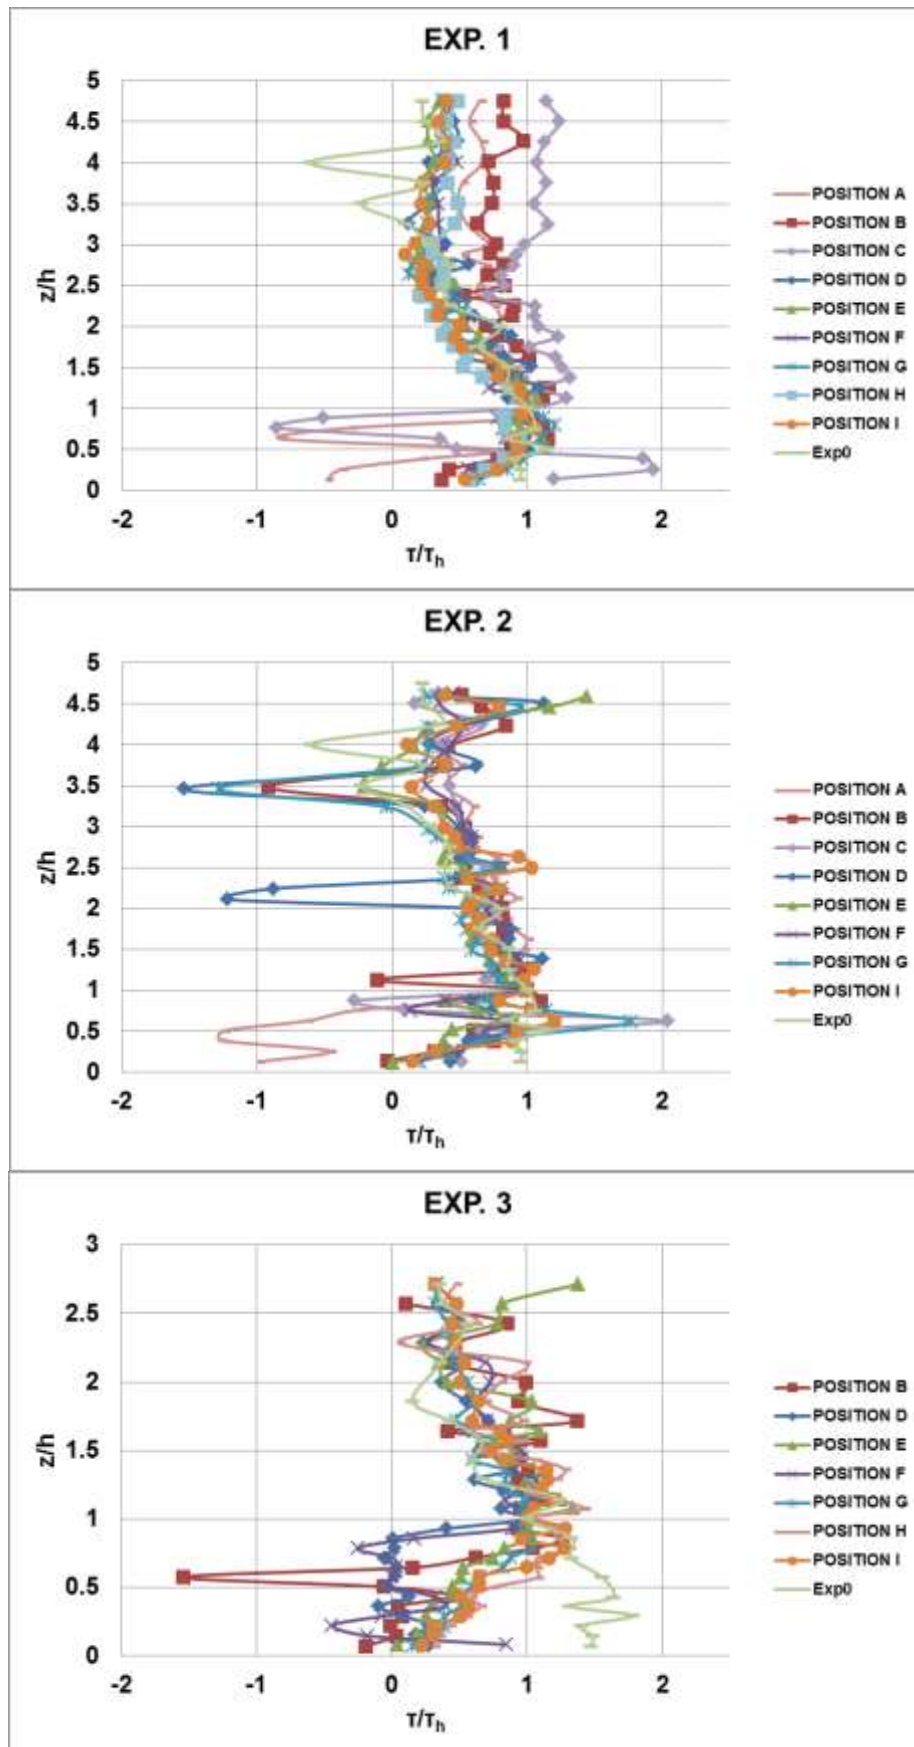 EXP. 1
5
4.5
4
3.5
3
2.5
2
1.5
1
0.5
0
z/h
-2
-1
0
1
2
τ/τh
POSITION A
POSITION B
POSITION C
POSITION D
POSITION E
POSITION F
POSITION G
POSITION H
POSITION I
Exp0
EXP. 2
5
4.5
4
3.5
3
2.5
2
1.5
1
0.5
0
z/h
-2
-1
0
1
2
τ/τh
POSITION A
POSITION B
POSITION C
POSITION D
POSITION E
POSITION F
POSITION G
POSITION I
Exp0
EXP. 3
3
2.5
2
1.5
1
0.5
0
z/h
-2
-1
0
1
2
τ/τh
POSITION B
POSITION D
POSITION E
POSITION F
POSITION G
POSITION H
POSITION I
Exp0